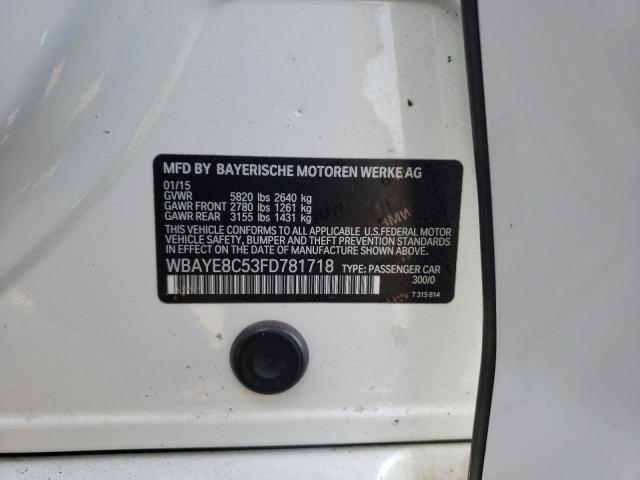 MFD BY BAYERISCHE MOTOREN WERKE AG
01/15
GVWR 5820 lbs 2640 kg
GAWR FRONT 2780 lbs 1261 kg
GAWR REAR 3155 lbs 1431 kg
THIS VEHICLE CONFORMS TO ALL APPLICABLE U.S.FEDERAL MOTOR
VEHICLE SAFETY, BUMPER, AND THEFT PREVENTION STANDARDS IN
EFFECT ON THE DATE OF MANUFACTURE SHOWN ABOVE.
WBAYE8C53FD781718 TYPE: PASSENGER CAR
300/0
7 315 814